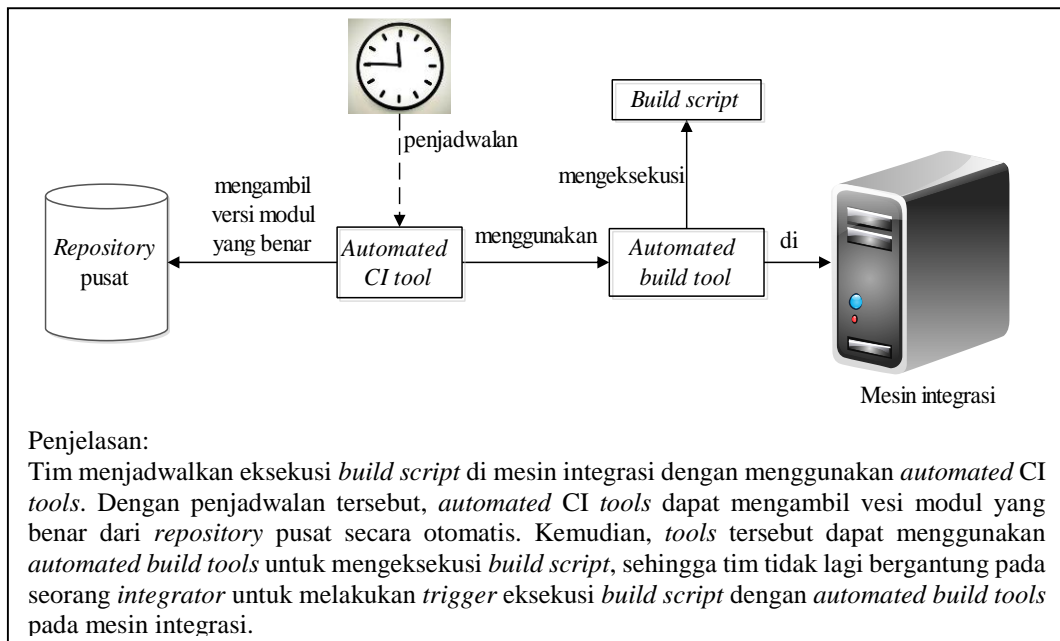 Build script
penjadwalan
mengeksekusi
mengambil
versi modul
yang benar
Repository
pusat
Automated
CI tool
menggunakan
Automated
build tool
di
Mesin integrasi
Penjelasan:
Tim menjadwalkan eksekusi build script di mesin integrasi dengan menggunakan automated CI
tools. Dengan penjadwalan tersebut, automated CI tools dapat mengambil vesi modul yang
benar dari repository pusat secara otomatis. Kemudian, tools tersebut dapat menggunakan
automated build tools untuk mengeksekusi build script, sehingga tim tidak lagi bergantung pada
seorang integrator untuk melakukan trigger eksekusi build script dengan automated build tools
pada mesin integrasi.